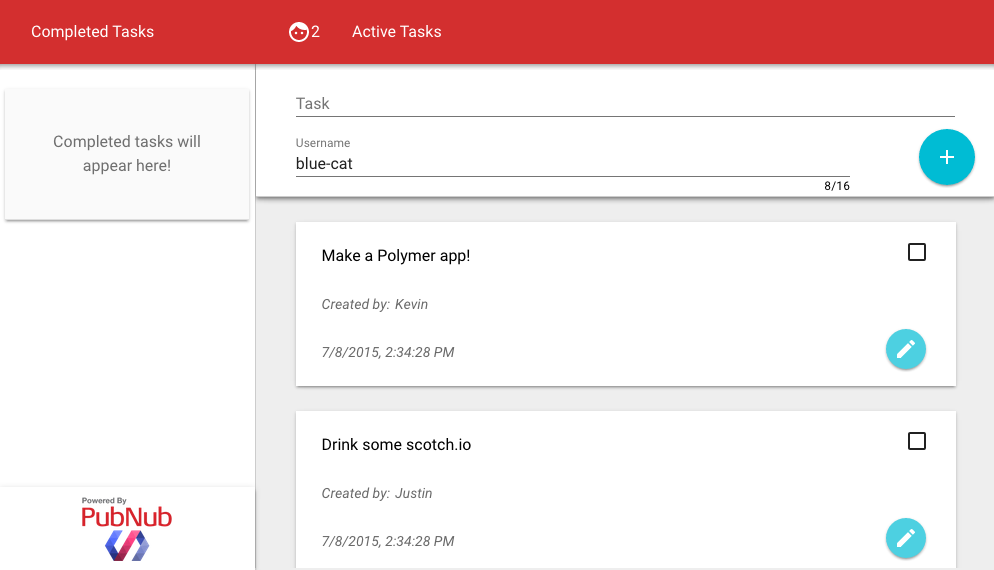 Completed Tasks
2
Active Tasks
Completed tasks will
appear here!
Task
Username
blue-cat
8/16
Make a Polymer app!
Created by: Kevin
7/8/2015, 2:34:28 PM
Drink some scotch.io
Created by: Justin
7/8/2015, 2:34:28 PM
Powered By
PubNub